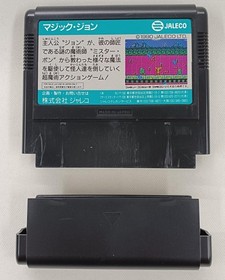 マジック・ジョン
JALECO
©1990 JALECO LTD.
主人公"ジョン"が、彼の師匠
である謎の魔術師"ミスター・
ポン"から教わった様々な魔法
を駆使して怪人達を倒していく
超魔術アクションゲーム!
株式会社ジャレコ